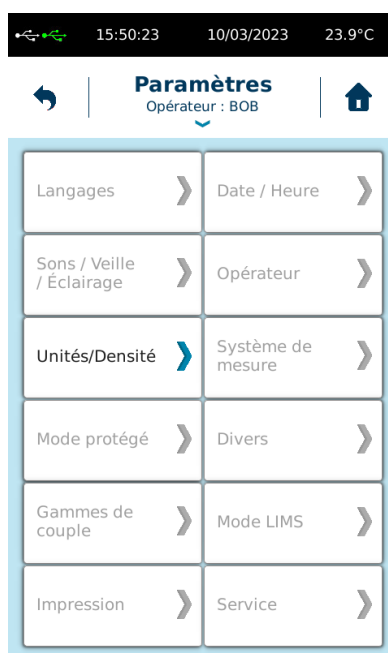 15:50:23 10/03/2023 23.9°C
Paramètres
Opérateur : BOB
Langages
Date / Heure
Sons / Veille
/ Éclairage
Opérateur
Unités/Densité
Système de
mesure
Mode protégé
Divers
Gammes de
couple
Mode LIMS
Impression
Service